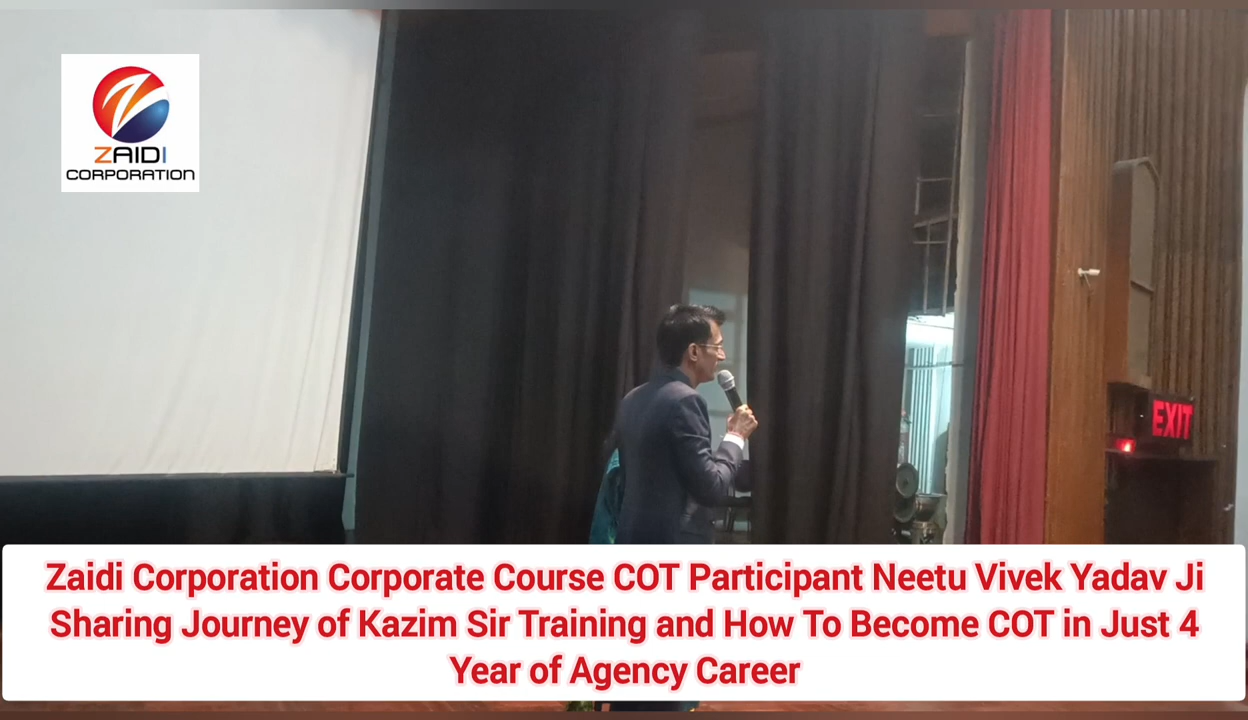 ZAIDI
CORPORATION
EXIT
Zaidi Corporation Corporate Course COT Participant Neetu Vivek Yadav Ji
Sharing Journey of Kazim Sir Training and How To Become COT in Just 4
Year of Agency Career